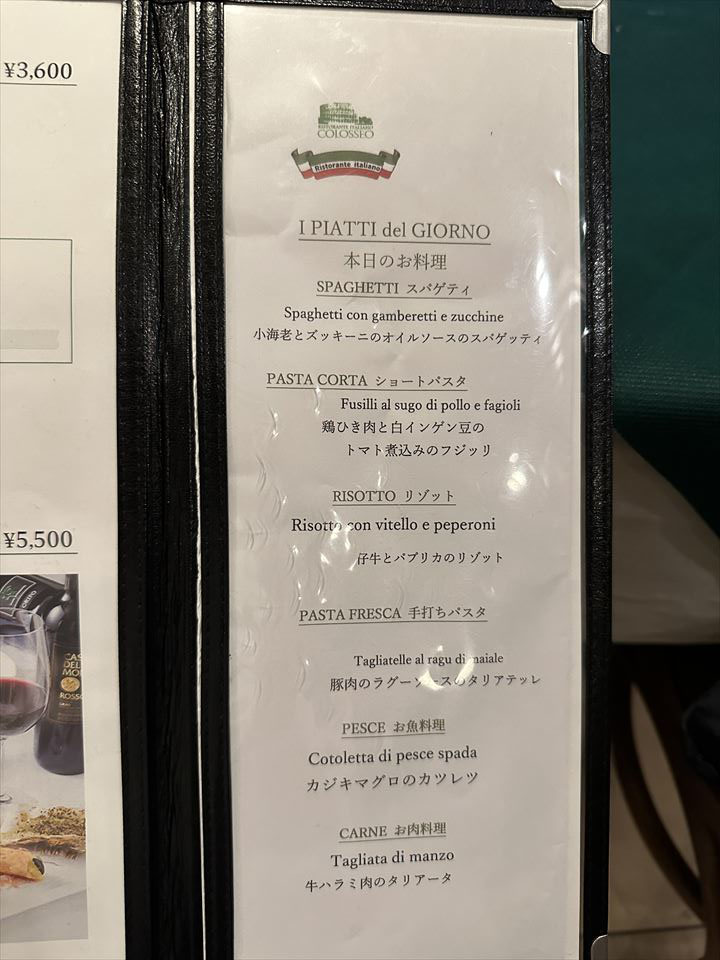 ¥3,600
¥5,500
RISTORANTE ITALIANO
COLOSSEO
Ristorante italiano
I PIATTI del GIORNO
本日のお料理
SPAGHETTI スパゲティ
Spaghetti con gamberetti e zucchine
小海老とズッキーニのオイルソースのスパゲッティ
PASTA CORTA ショートパスタ
Fusilli al sugo di pollo e fagioli
鶏ひき肉と白インゲン豆の
トマト煮込みのフジッリ
RISOTTO リゾット
Risotto con vitello e peperoni
仔牛とパプリカのリゾット
PASTA FRESCA 手打ちパスタ
Tagliatelle al ragu di maiale
豚肉のラグーソースのタリアテッレ
PESCE お魚料理
Cotoletta di pesce spada
カジキマグロのカツレツ
CARNE お肉料理
Tagliata di manzo
牛ハラミ肉のタリアータ
ROSSO